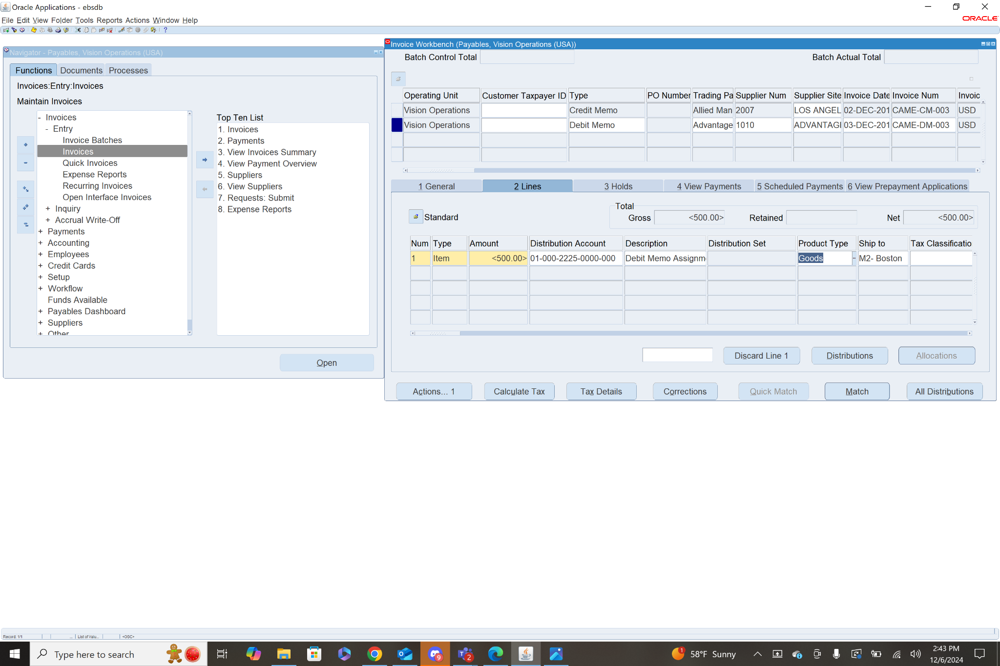 Oracle Applications - ebsdb
File Edit View Folder Tools Reports Actions Window Help
ORACLE
Navigator - Payables, Vision Operations (USA)
Functions Documents Processes
Invoices:Entry:Invoices
Maintain Invoices
- Invoices
- Entry
Invoice Batches
Invoices
Quick Invoices
Expense Reports
Recurring Invoices
Open Interface Invoices
+ Inquiry
+ Accrual Write-Off
+ Payments
+ Accounting
+ Employees
+ Credit Cards
+ Setup
+ Workflow
Funds Available
+ Payables Dashboard
+ Suppliers
+ Other
Top Ten List
1. Invoices
2. Payments
3. View Invoices Summary
4. View Payment Overview
5. Suppliers
6. View Suppliers
7. Requests: Submit
8. Expense Reports
Open
Invoice Workbench (Payables, Vision Operations (USA))
Batch Control Total Batch Actual Total
Operating Unit Customer Taxpayer ID Type PO Number Trading Pa Supplier Num Supplier Site Invoice Date Invoice Num Invoic
Vision Operations Credit Memo Allied Man 2007 LOS ANGEL 02-DEC-201 CAME-CM-003 USD
Vision Operations Debit Memo Advantage 1010 ADVANTAGI 03-DEC-201 CAME-DM-003 USD
1 General 2 Lines 3 Holds 4 View Payments 5 Scheduled Payments 6 View Prepayment Applications
Total
Standard Gross <500.00> Retained Net <500.00>
Num Type Amount Distribution Account Description Distribution Set Product Type Ship to Tax Classificatio
1 Item <500.00> 01-000-2225-0000-000 Debit Memo Assignm Goods M2- Boston
Discard Line 1 Distributions Allocations
Actions... 1 Calculate Tax Tax Details Corrections Quick Match Match All Distributions
Record: 1/1 ... List of Valu... <OSC>
Type here to search 9 2 1 58°F Sunny 2:43 PM
12/6/2024